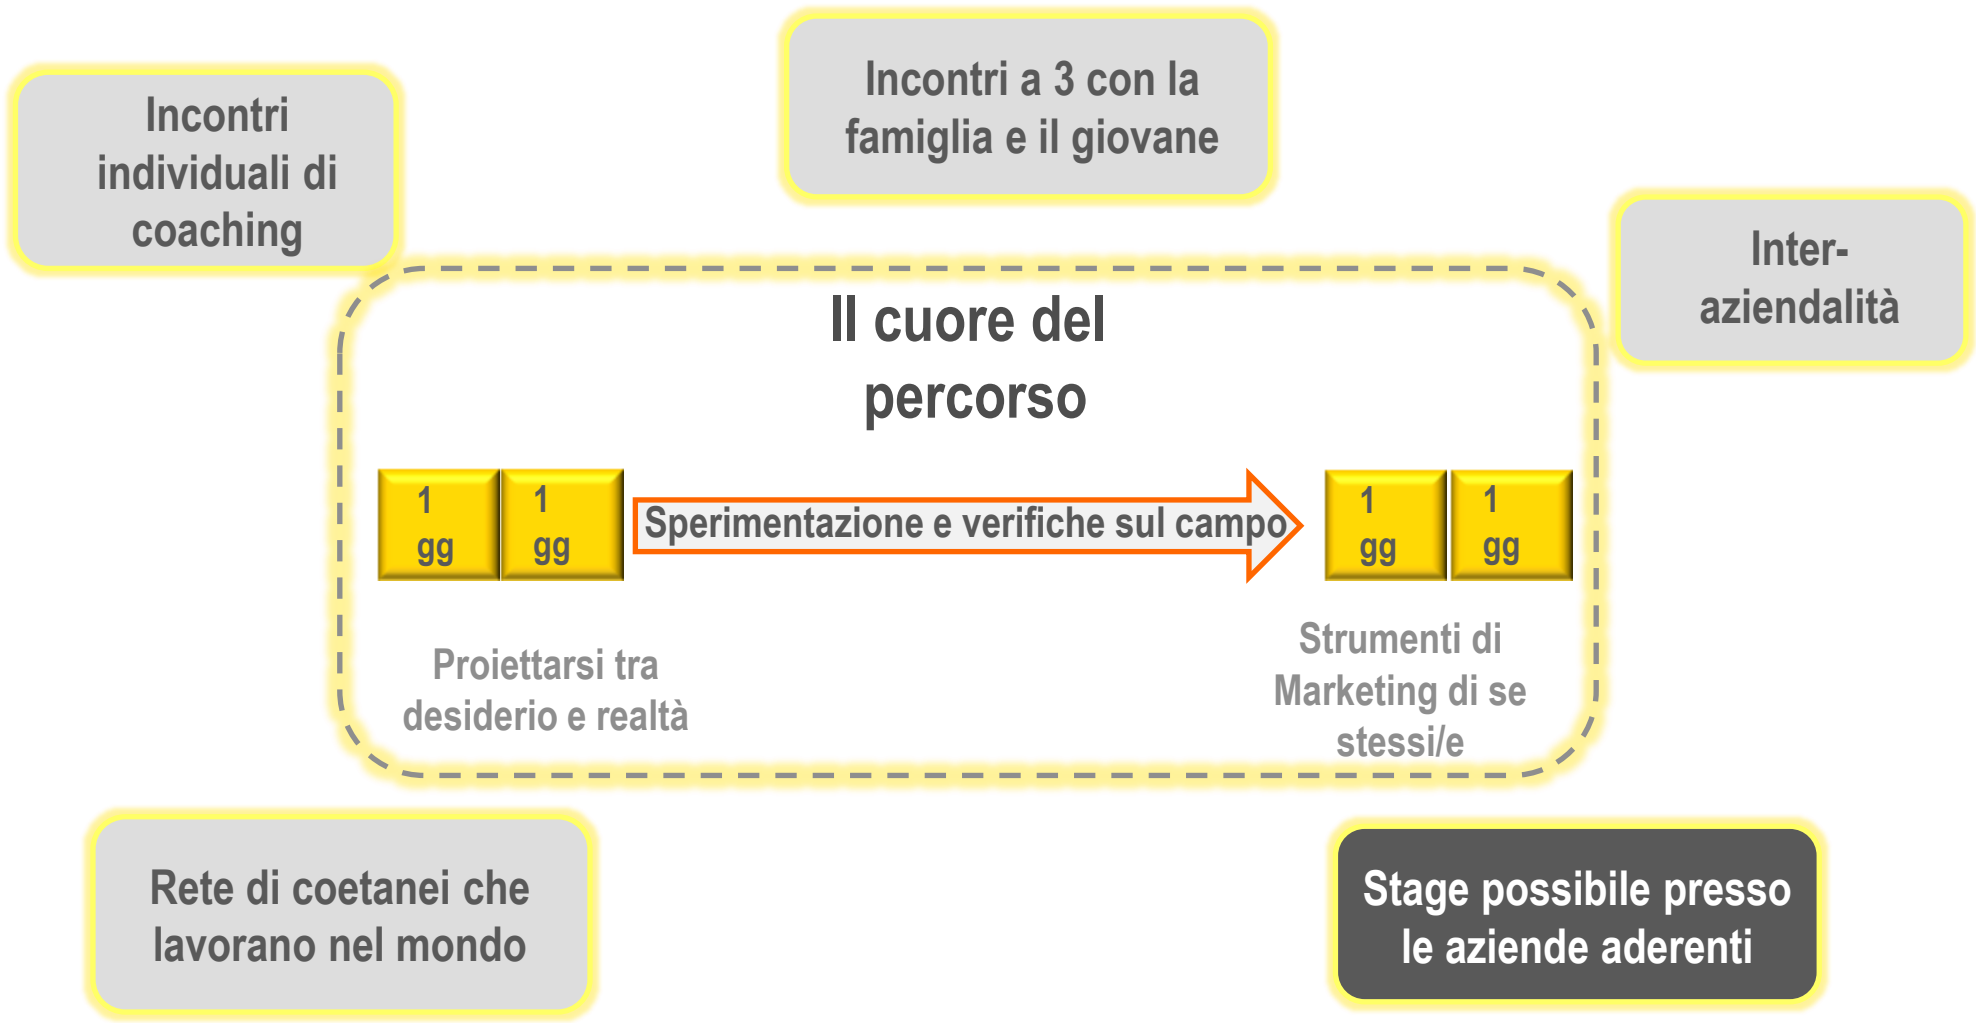 Incontri a 3 con la
famiglia e il giovane
Incontri
individuali di
coaching
Inter-
aziendalità
Il cuore del
percorso
1
gg
1
gg
Sperimentazione e verifiche sul campo
1
gg
1
gg
Proiettarsi tra
desiderio e realtà
Strumenti di
Marketing di se
stessi/e
Rete di coetanei che
lavorano nel mondo
Stage possibile presso
le aziende aderenti